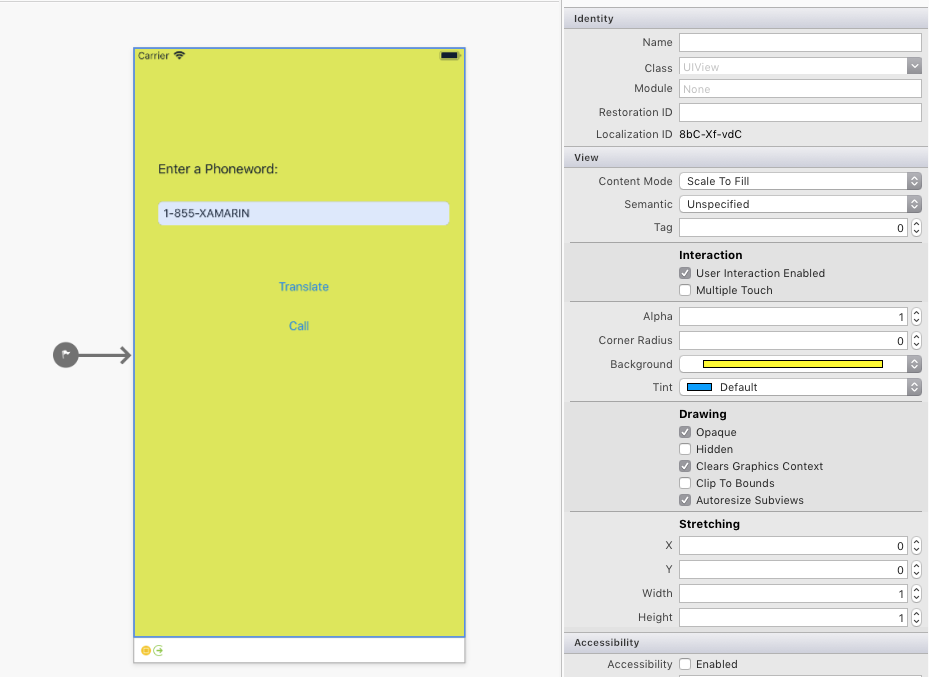 Carrier
Enter a Phoneword:
1-855-XAMARIN
Translate
Call
Identity
Name
Class UIView
Module None
Restoration ID
Localization ID 8bC-Xf-vdC
View
Content Mode Scale To Fill
Semantic Unspecified
Tag 0
Interaction
User Interaction Enabled
Multiple Touch
Alpha 1
Corner Radius 0
Background
Tint Default
Drawing
Opaque
Hidden
Clears Graphics Context
Clip To Bounds
Autoresize Subviews
Stretching
X 0
Y 0
Width 1
Height 1
Accessibility
Accessibility Enabled